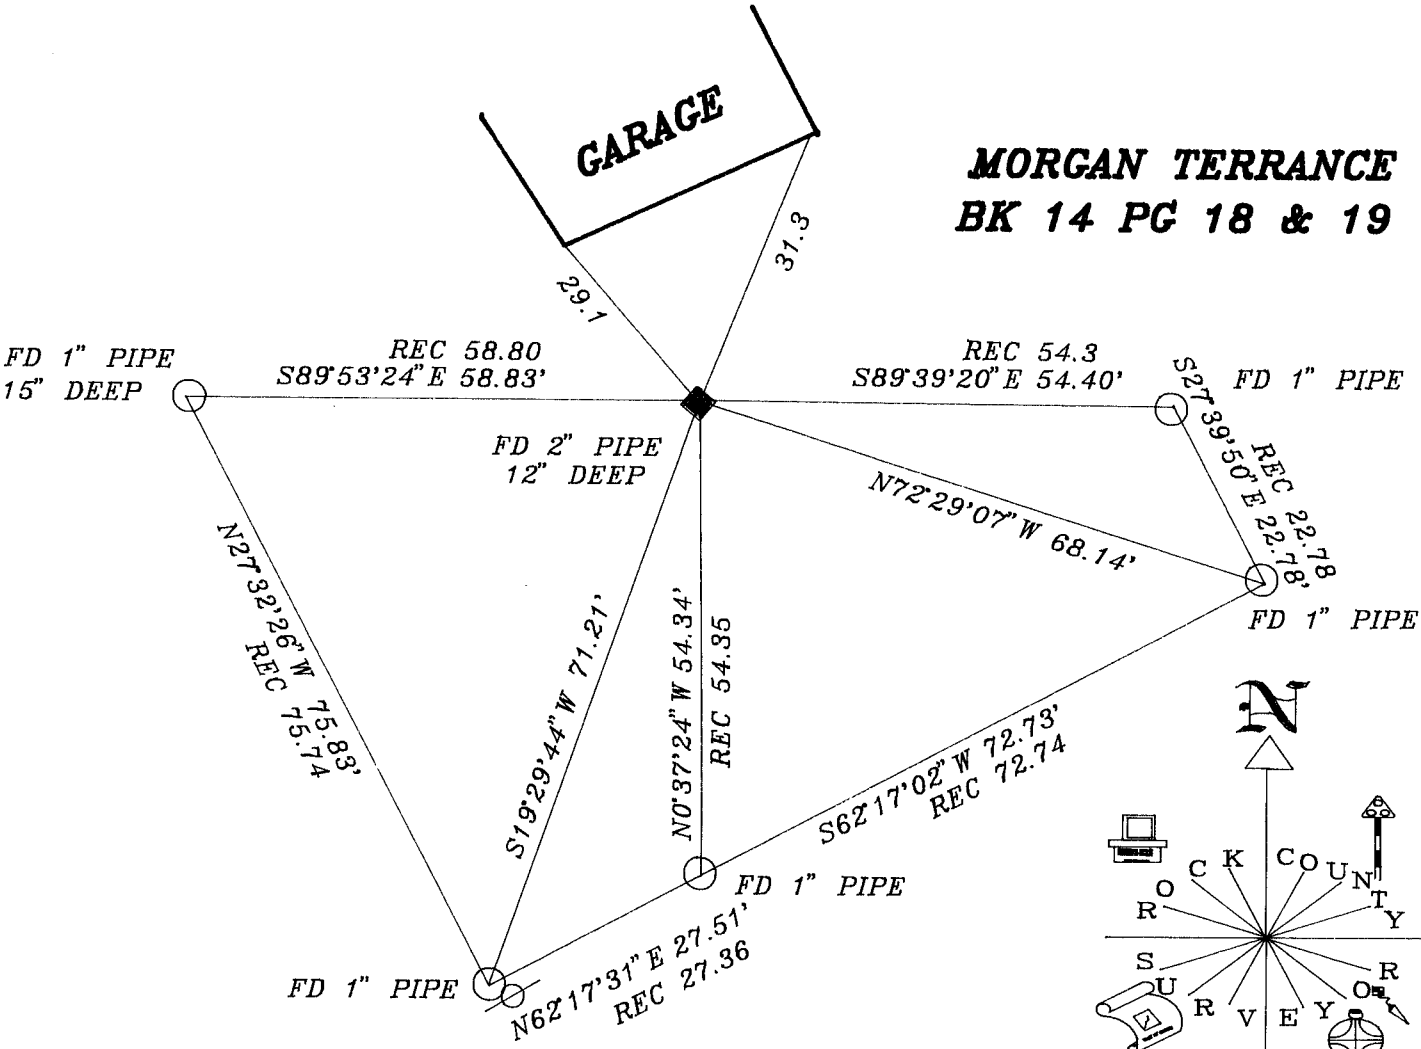 GARAGE
MORGAN TERRANCE
BK 14 PG 18 & 19
29.1
31.3
FD 1" PIPE
15" DEEP
REC 58.80
S89°53'24"E 58.83'
REC 54.3
S89°39'20"E 54.40'
FD 1" PIPE
S27°39'50"E 22.78'
REC 22.78
FD 2" PIPE
12" DEEP
N72°29'07"W 68.14'
FD 1" PIPE
N27°32'26"W 75.83'
REC 75.74
S19°29'44"W 71.21'
N0°37'24"W 54.34'
REC 54.35
S62°17'02"W 72.73'
REC 72.74
FD 1" PIPE
FD 1" PIPE
N62°17'31"E 27.51'
REC 27.36
N
ROCK COUNTY
SURVEYOR